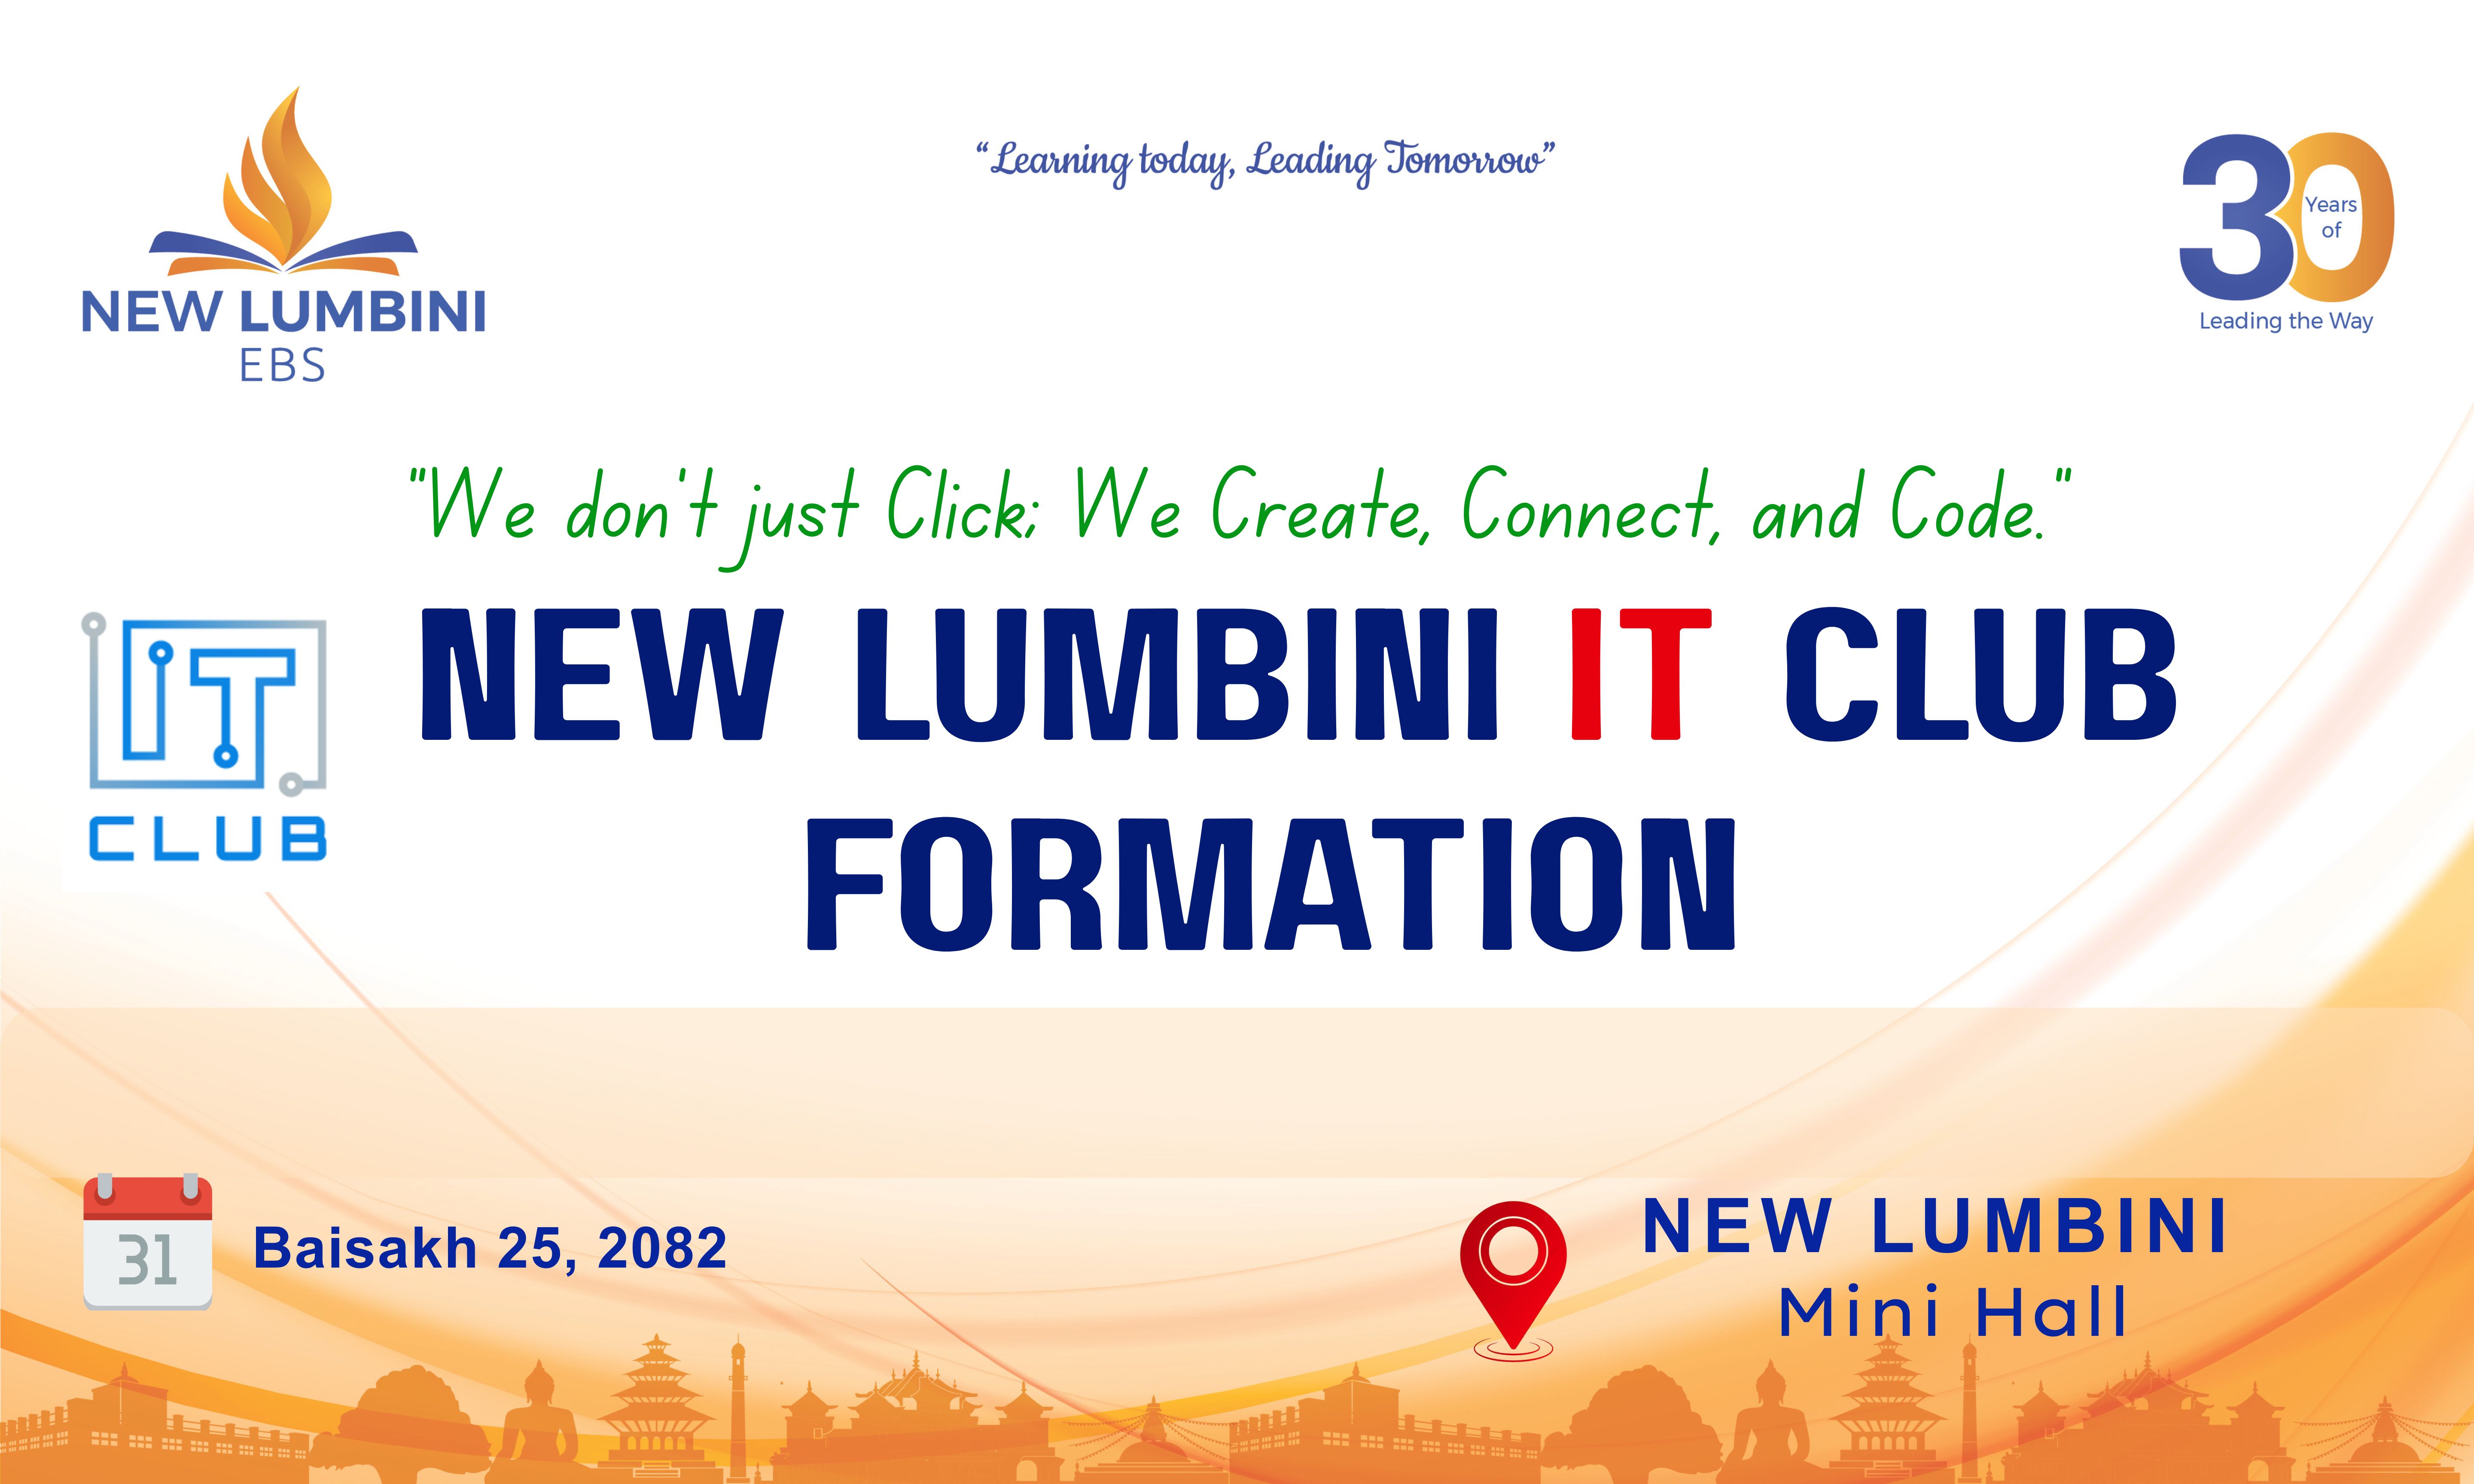 “Learning today, Leading Tomorrow”
NEW LUMBINI
EBS
30
Years
of
Leading the Way
"'We don't just Click; We Create, Connect, and Code."
IT
CLUB
NEW LUMBINI IT CLUB
FORMATION
31
Baisakh 25, 2082
NEW LUMBINI
Mini Hall